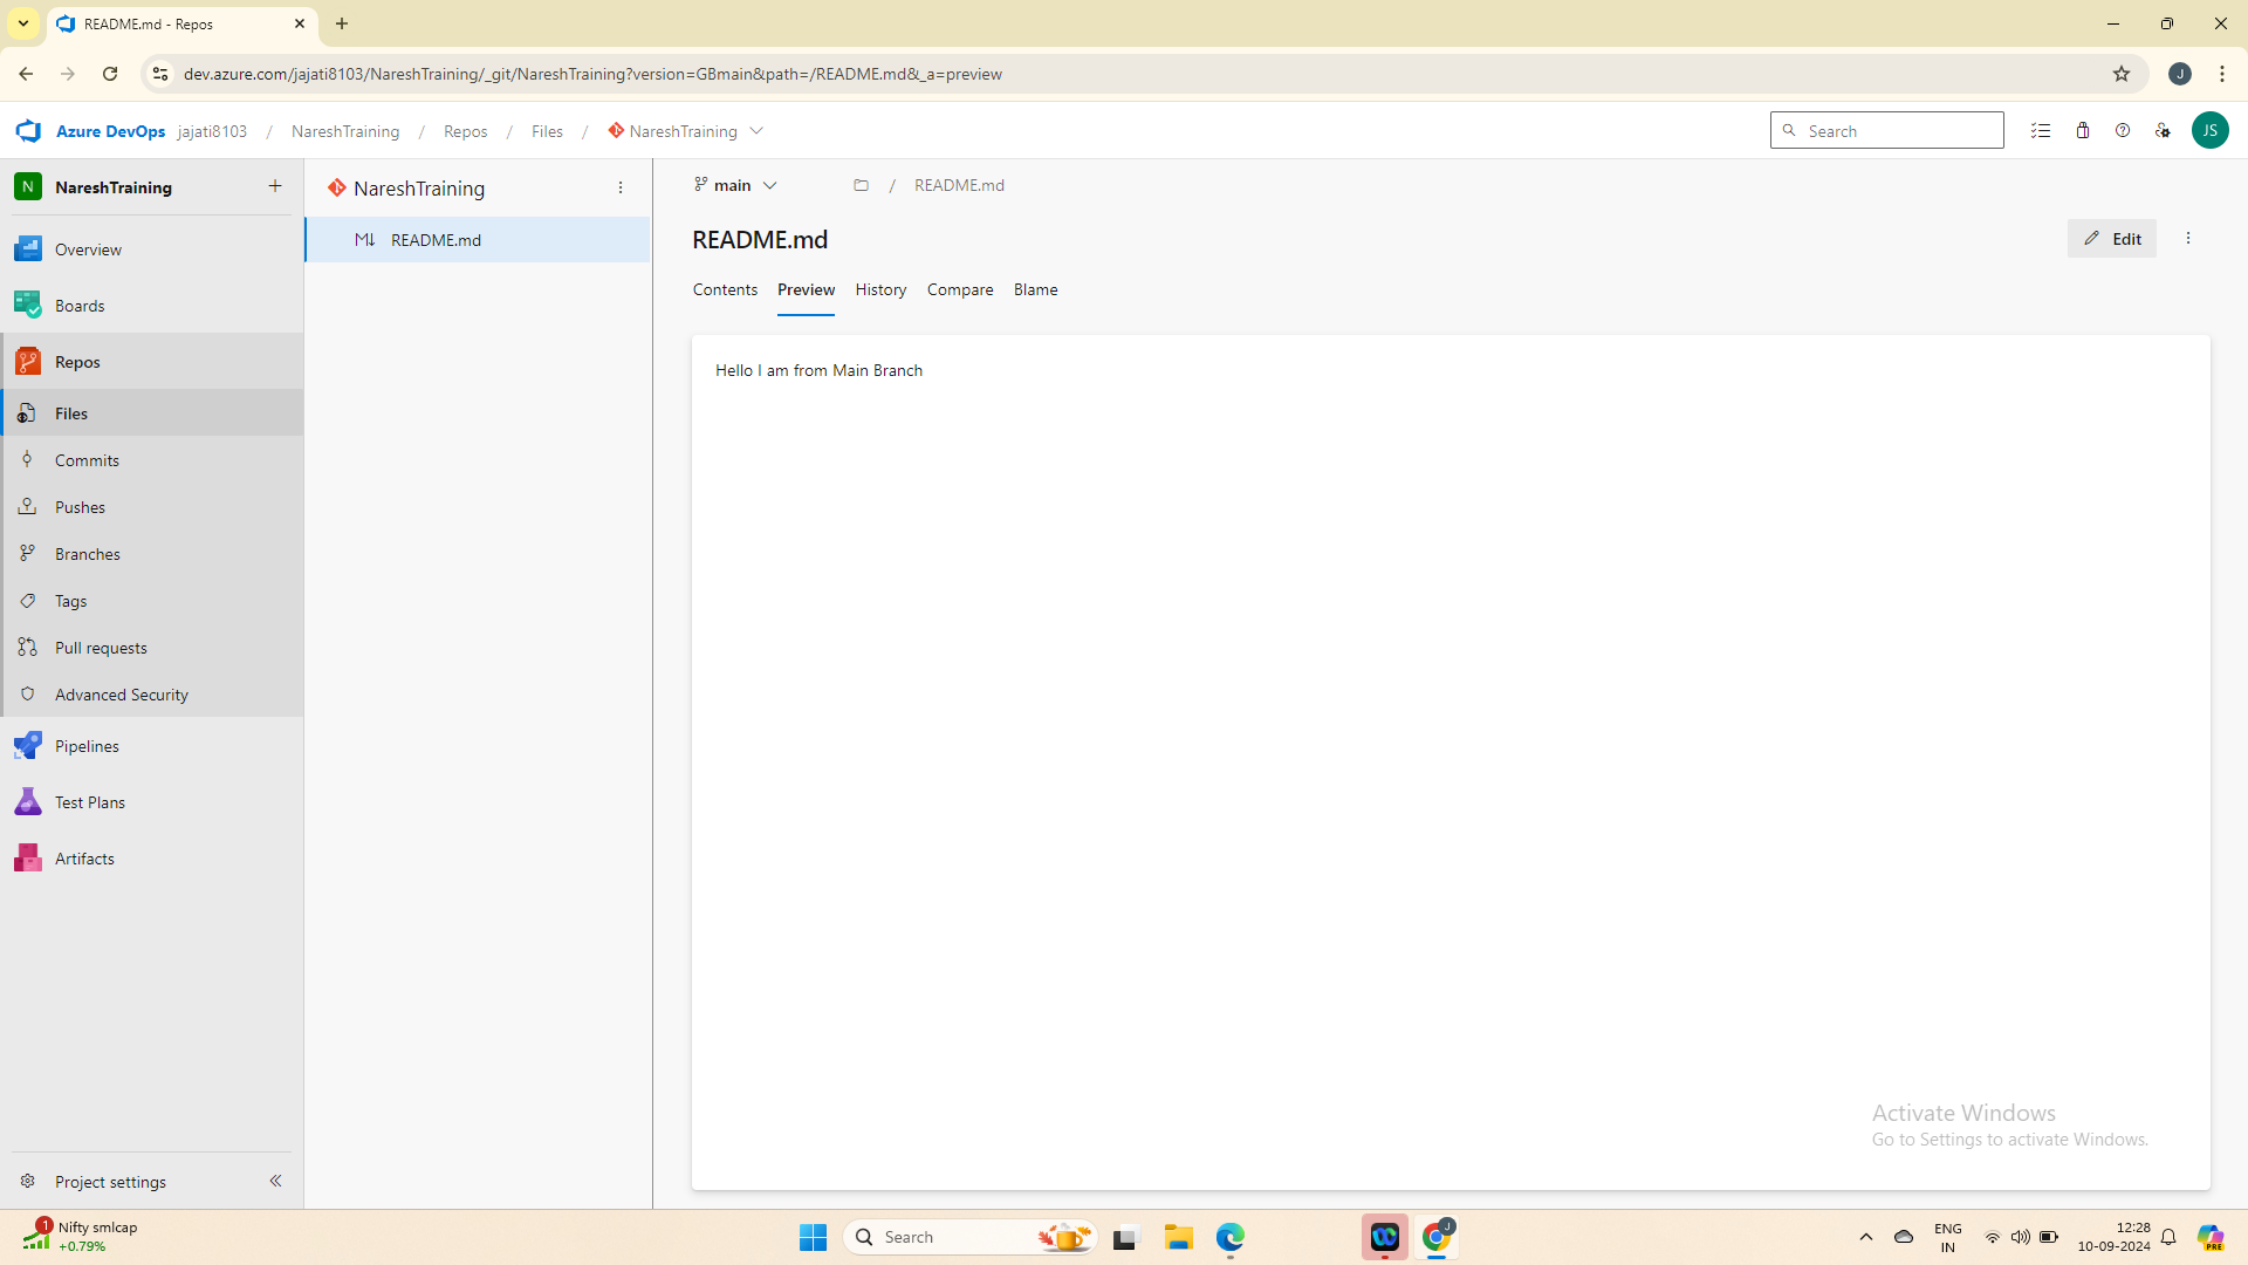 README.md - Repos
dev.azure.com/jajati8103/NareshTraining/_git/NareshTraining?version=GBmain&path=/README.md&_a=preview
J
Azure DevOps jajati8103 / NareshTraining / Repos / Files / NareshTraining
Search
JS
N NareshTraining +
Overview
Boards
Repos
Files
Commits
Pushes
Branches
Tags
Pull requests
Advanced Security
Pipelines
Test Plans
Artifacts
Project settings
NareshTraining
M↓ README.md
main / README.md
README.md
Edit
Contents Preview History Compare Blame
Hello I am from Main Branch
Activate Windows
Go to Settings to activate Windows.
1 Nifty smlcap
+0.79%
Search
J
ENG
IN
12:28
10-09-2024
PRE